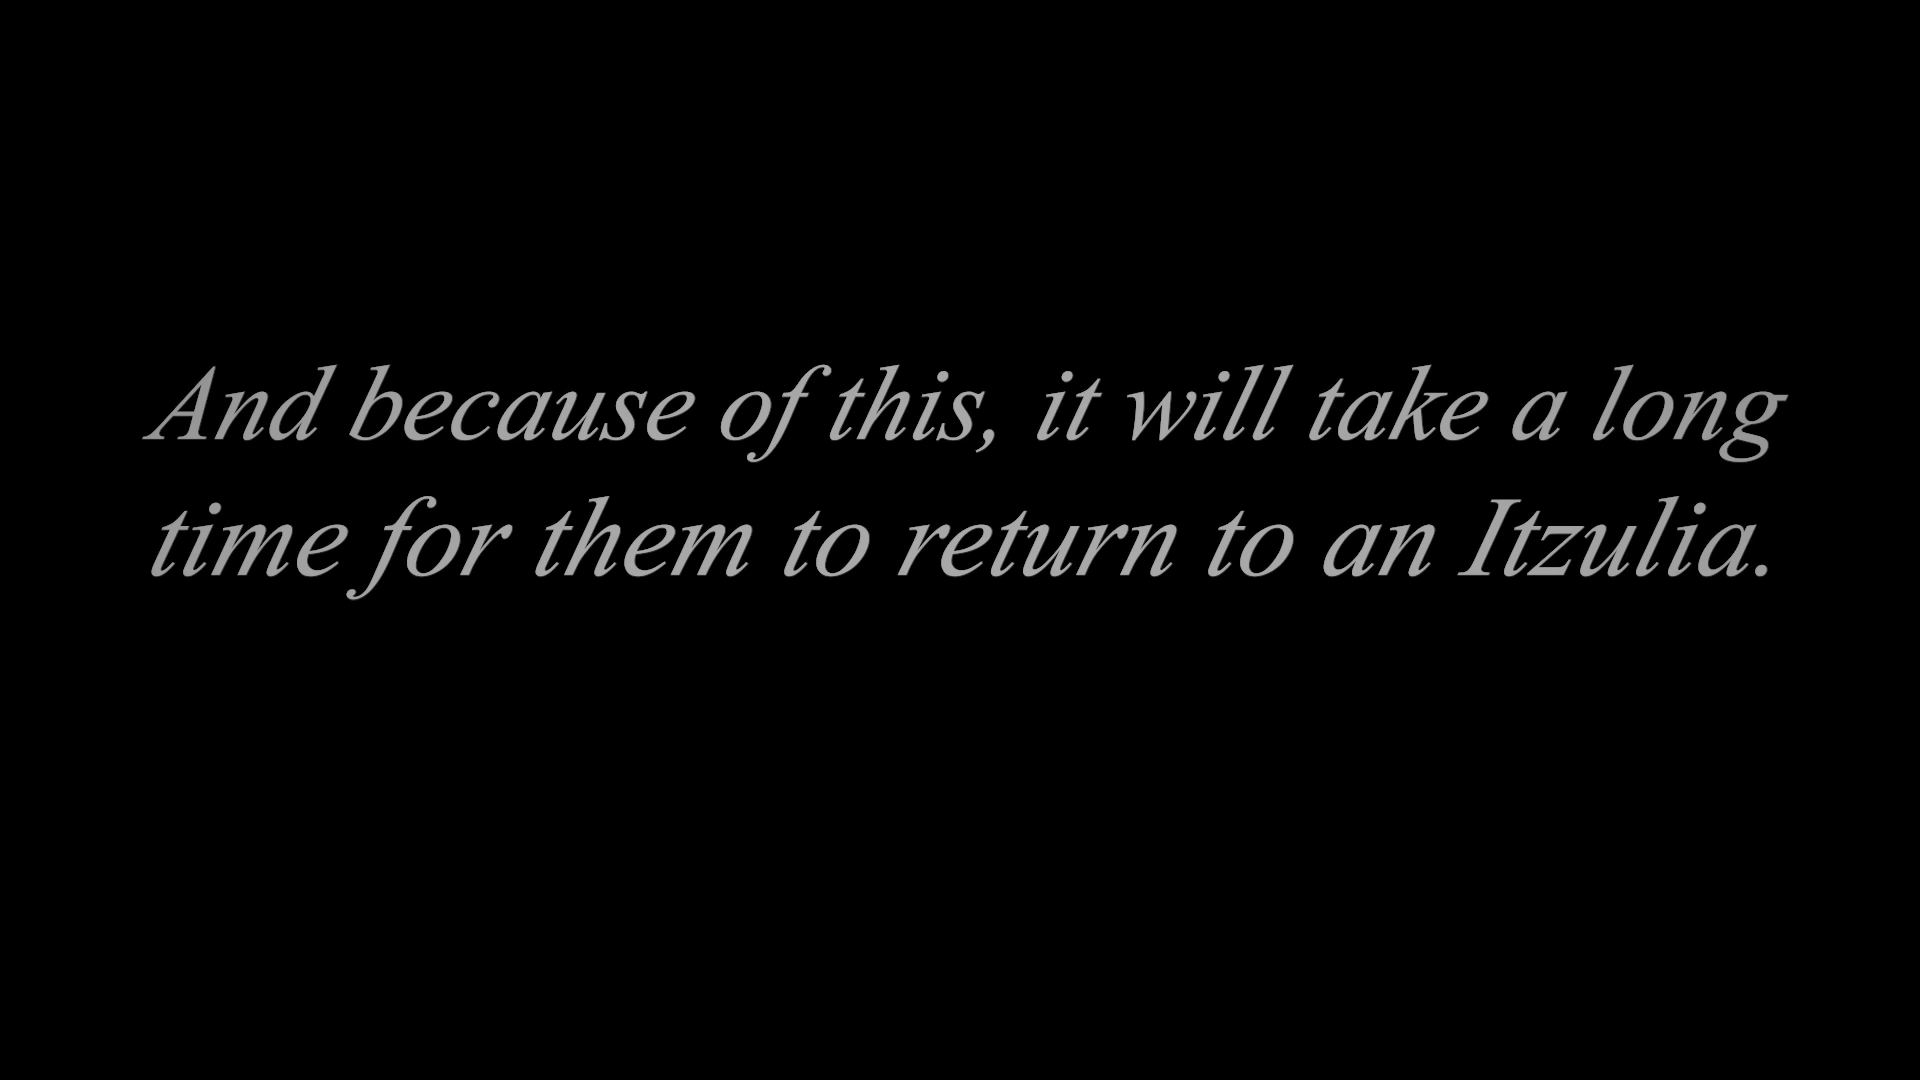 And because of this, it will take a long
time for them to return to an Itzulia.